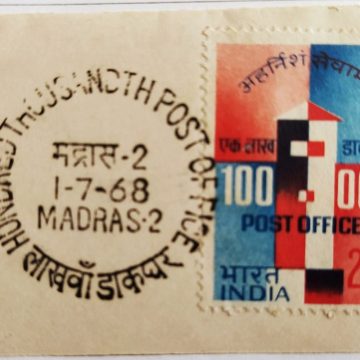 HUNDRED THOUSANDTH POST OFFICE
मद्रास-2
1-7-68
MADRAS-2
लाखवाँ डाकघर
अहर्निशं सेवाम
एक लाख डा
100 00
POST OFFICE
भारत
INDIA
2